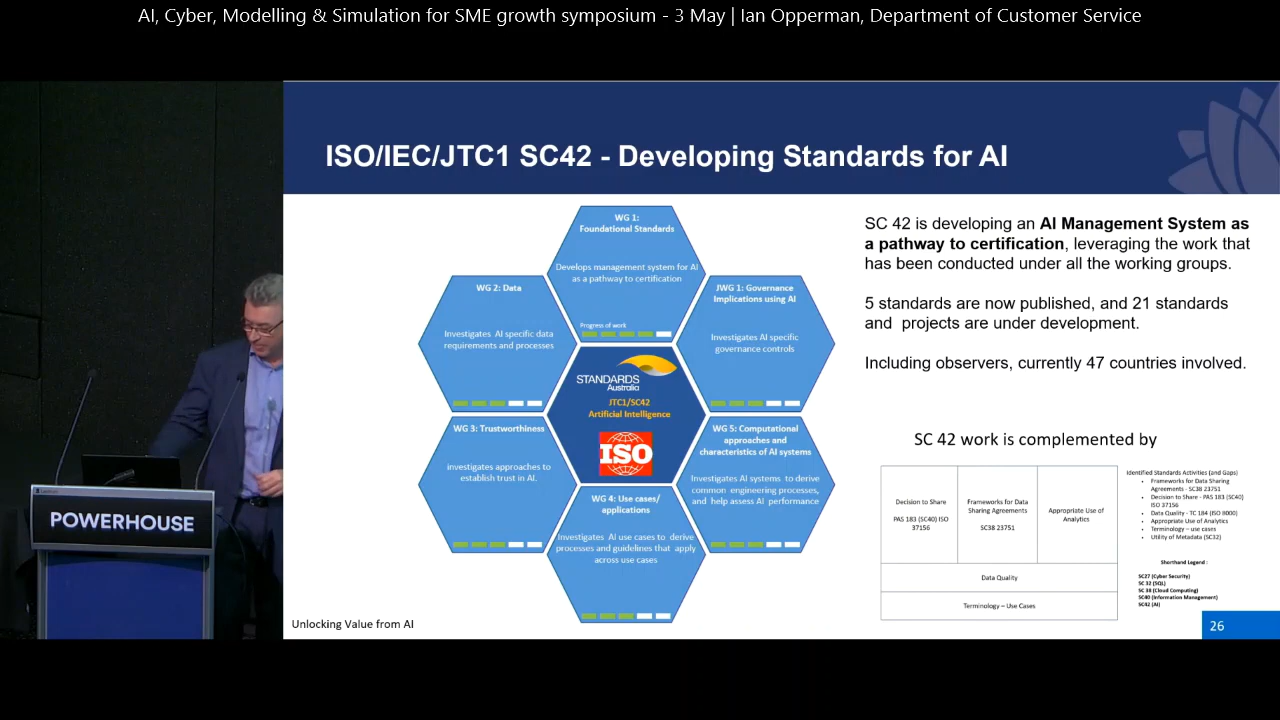 AI, Cyber, Modelling & Simulation for SME growth symposium - 3 May | Ian Opperman, Department of Customer Service
ISO/IEC/JTC1 SC42 - Developing Standards for AI
WG 1:
Foundational Standards
Develops management system for AI
as a pathway to certification
Progress of work
WG 2: Data
Investigates AI specific data
requirements and processes
JWG 1: Governance
Implications using AI
Investigates AI specific
governance controls
STANDARDS
Australia
JTC1/SC42
Artificial Intelligence
ISO
WG 3: Trustworthiness
investigates approaches to
establish trust in AI.
WG 5: Computational
approaches and
characteristics of AI systems
Investigates AI systems to derive
common engineering processes,
and help assess AI performance
WG 4: Use cases/
applications
Investigates AI use cases to derive
processes and guidelines that apply
across use cases
SC 42 is developing an AI Management System as
a pathway to certification, leveraging the work that
has been conducted under all the working groups.
5 standards are now published, and 21 standards
and projects are under development.
Including observers, currently 47 countries involved.
SC 42 work is complemented by
Decision to Share
PAS 183 (SC40) ISO
37156
Frameworks for Data
Sharing Agreements
SC38 23751
Appropriate Use of
Analytics
Data Quality
Terminology – Use Cases
Identified Standards Activities (and Gaps)
• Frameworks for Data Sharing
Agreements - SC38 23751
• Decision to Share - PAS 183 (SC40)
ISO 37156
• Data Quality - TC 184 (ISO 8000)
• Appropriate Use of Analytics
• Terminology – use cases
• Utility of Metadata (SC32)
Shorthand Legend :
SC27 (Cyber Security)
SC 32 (SQL)
SC 38 (Cloud Computing)
SC40 (Information Management)
SC42 (AI)
POWERHOUSE
Unlocking Value from AI
26